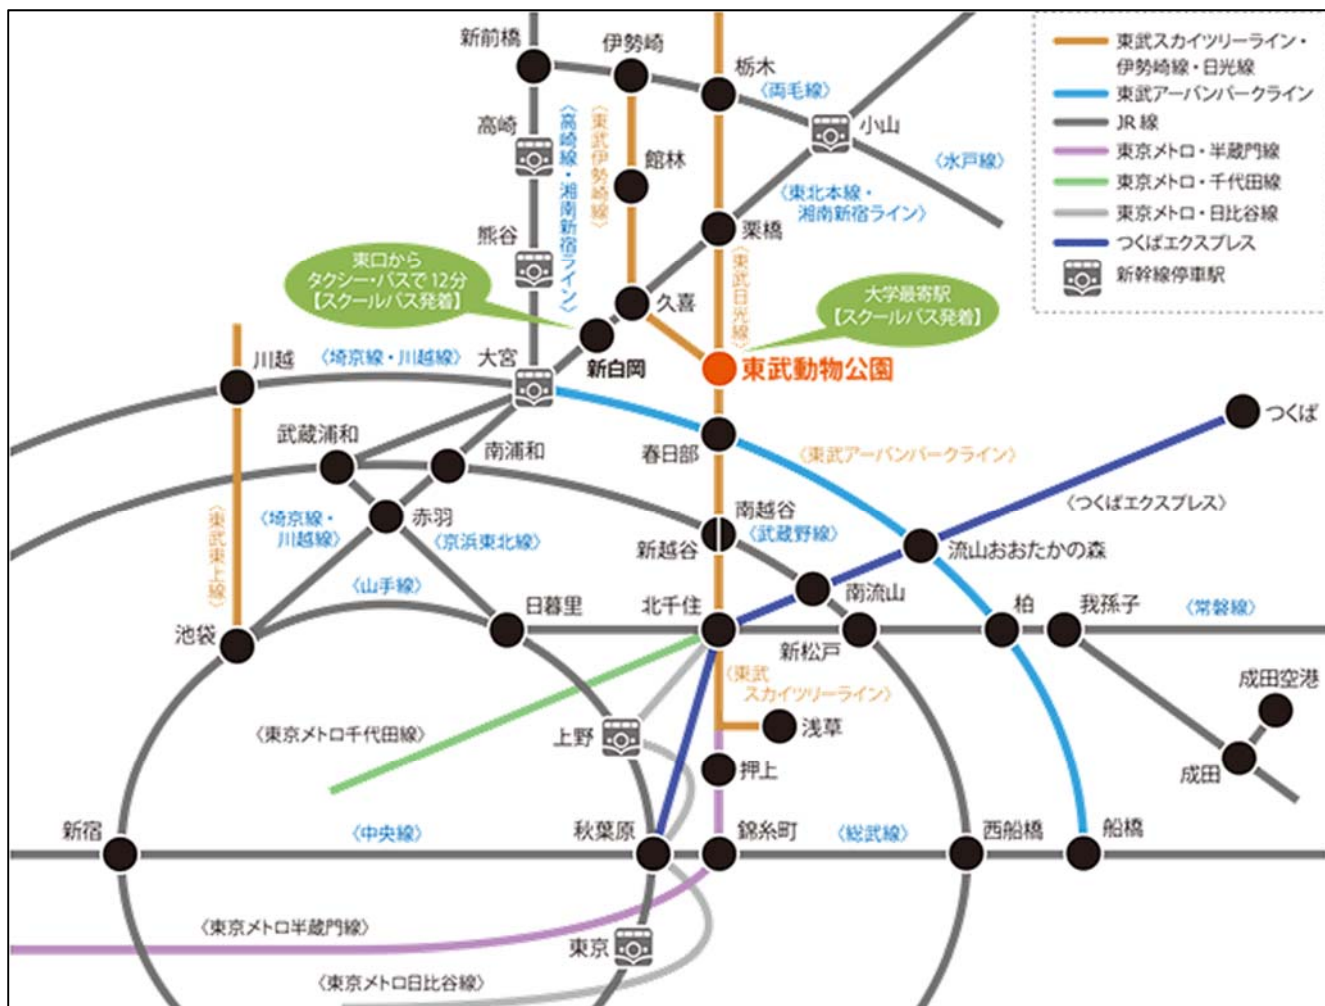 新前橋
伊勢崎
栃木
〈両毛線〉
小山
〈水戸線〉
高崎
〈高崎線・湘南新宿ライン〉
〈東武伊勢崎線〉
館林
〈東北本線・
湘南新宿ライン〉
栗橋
熊谷
〈東武日光線〉
東口から
タクシー・バスで12分
【スクールバス発着】
久喜
大学最寄駅
【スクールバス発着】
新白岡
東武動物公園
川越
〈埼京線・川越線〉
大宮
つくば
武蔵浦和
南浦和
春日部
〈東武アーバンパークライン〉
〈つくばエクスプレス〉
〈東武東上線〉
〈埼京線・
川越線〉
赤羽
〈京浜東北線〉
南越谷
新越谷
〈武蔵野線〉
流山おおたかの森
〈山手線〉
池袋
日暮里
北千住
南流山
新松戸
柏
我孫子
〈常磐線〉
〈東武
スカイツリーライン〉
成田空港
〈東京メトロ千代田線〉
上野
浅草
押上
成田
新宿
〈中央線〉
秋葉原
錦糸町
〈総武線〉
西船橋
船橋
〈東京メトロ半蔵門線〉
東京
〈東京メトロ日比谷線〉
東武スカイツリーライン・
伊勢崎線・日光線
東武アーバンパークライン
JR線
東京メトロ・半蔵門線
東京メトロ・千代田線
東京メトロ・日比谷線
つくばエクスプレス
新幹線停車駅